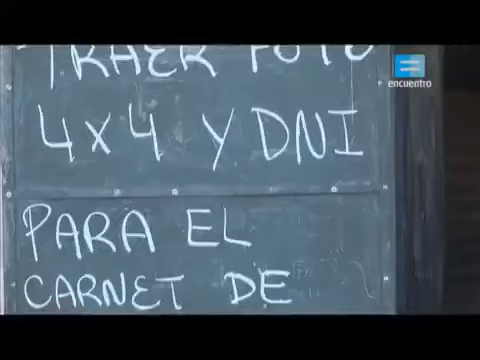 TRAER FOTO
4x4 Y DNI
PARA EL
CARNET DE
encuentro